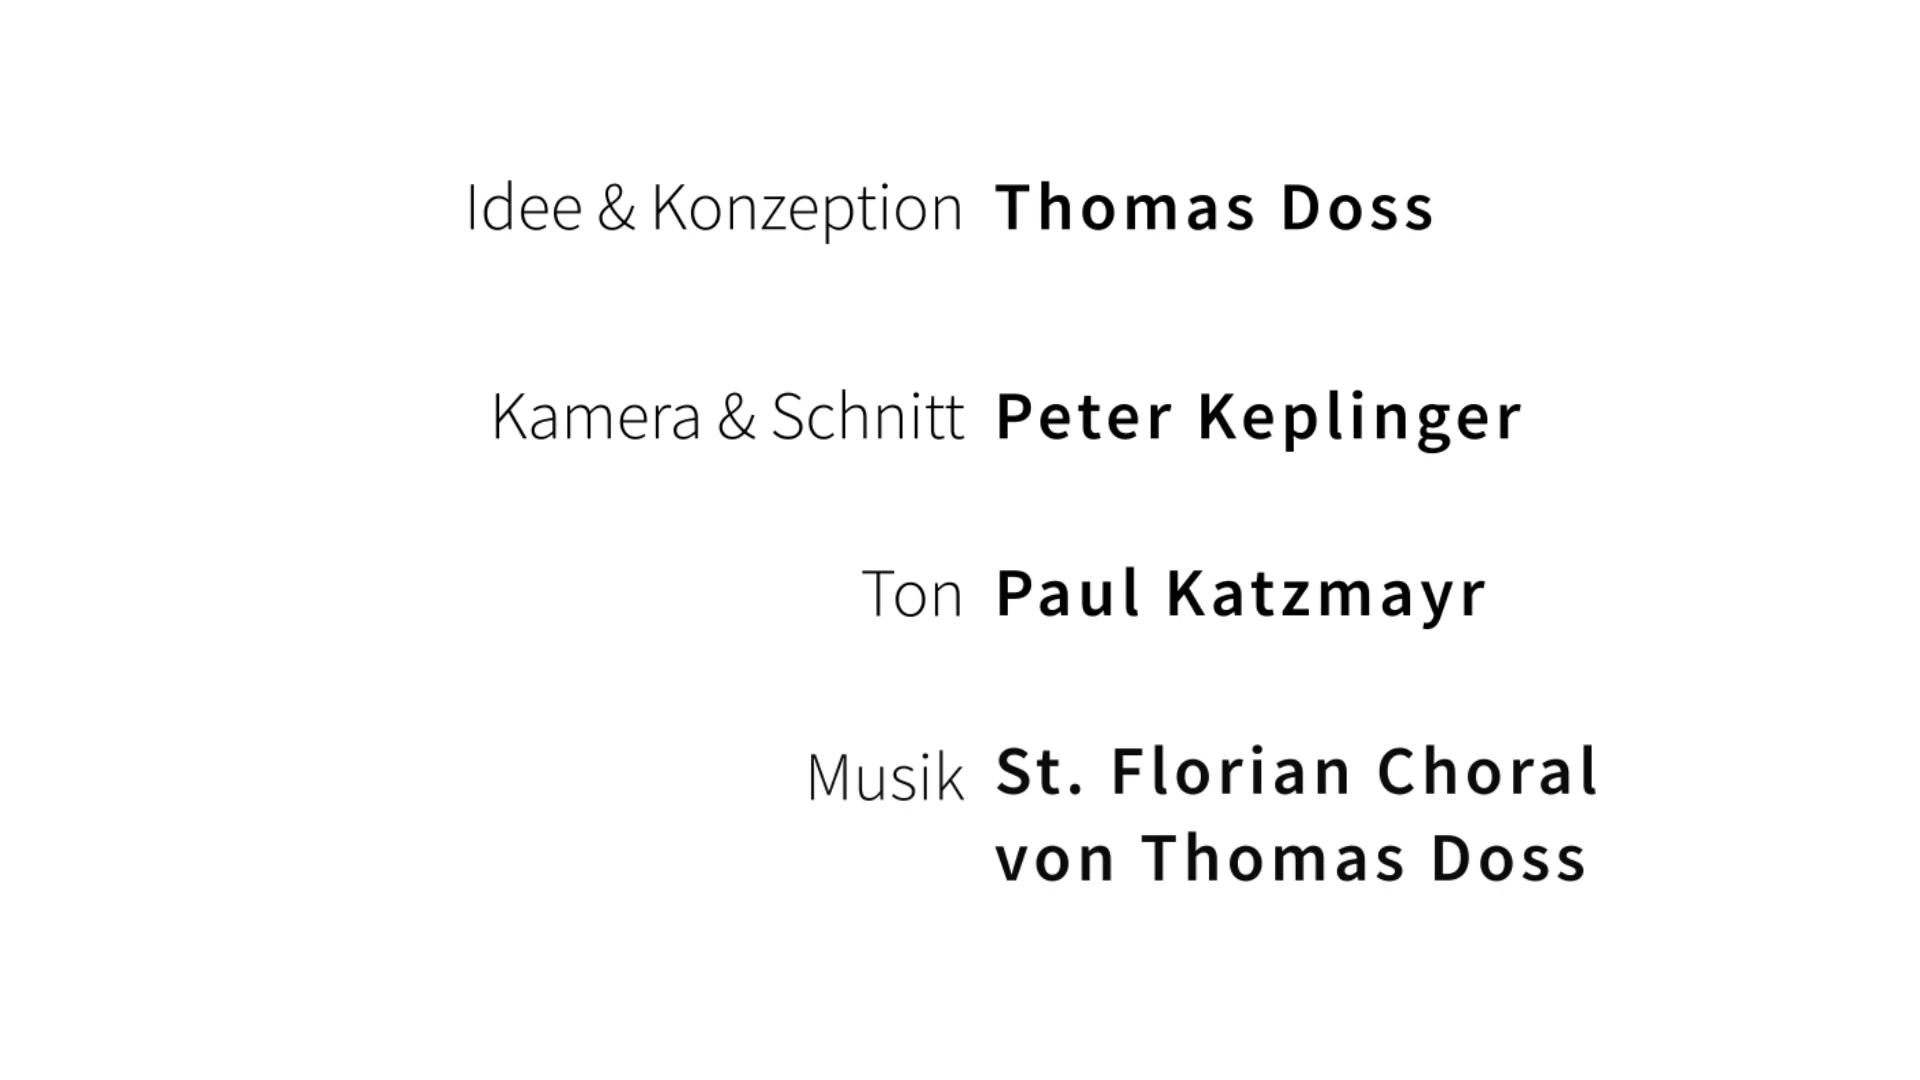 Idee & Konzeption Thomas Doss
Kamera & Schnitt Peter Keplinger
Ton Paul Katzmayr
Musik St. Florian Choral
von Thomas Doss